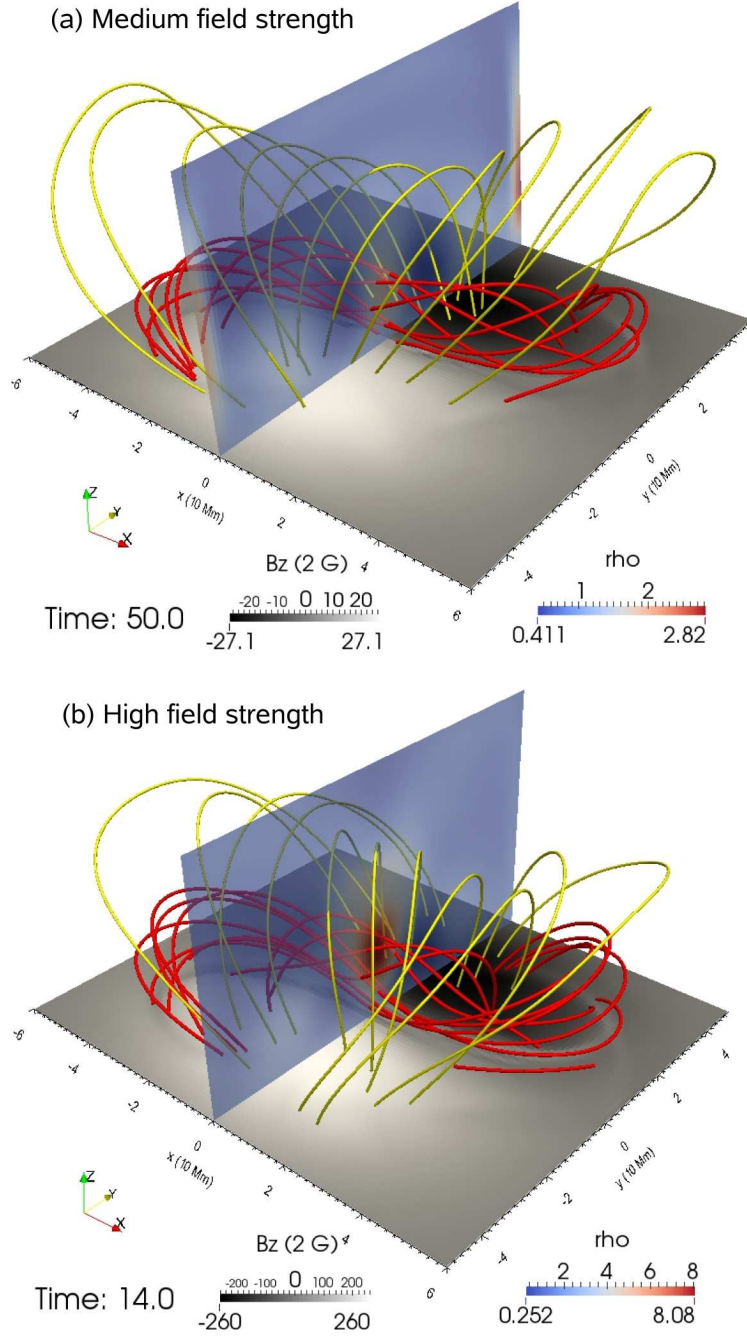 (a) Medium field strength
-6
-4
-2
0
2
4
6
x (10 Mm)
-4
-2
0
2
y (10 Mm)
Z
Y
X
Time: 50.0
Bz (2 G)
-20 -10 0 10 20
-27.1 27.1
rho
1 2
0.411 2.82
(b) High field strength
-6
-4
-2
0
2
4
6
x (10 Mm)
-4
-2
0
2
4
y (10 Mm)
Z
Y
X
Time: 14.0
Bz (2 G)
-200 -100 0 100 200
-260 260
rho
2 4 6 8
0.252 8.08